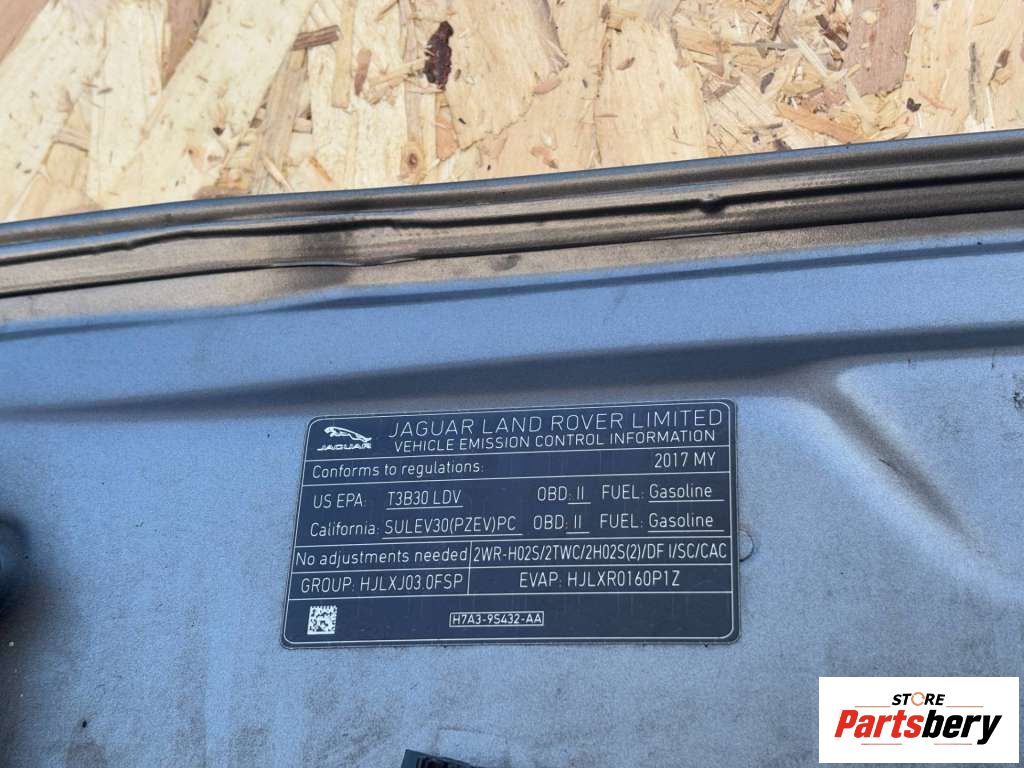 JAGUAR
JAGUAR LAND ROVER LIMITED
VEHICLE EMISSION CONTROL INFORMATION
Conforms to regulations: 2017 MY
US EPA: T3B30 LDV OBD: II FUEL: Gasoline
California: SULEV30(PZEV)PC OBD: II FUEL: Gasoline
No adjustments needed 2WR-HO2S/2TWC/2HO2S(2)/DF I/SC/CAC
GROUP: HJLXJ03.0FSP EVAP: HJLXR0160P1Z
H7A3-9S432-AA
STORE
Partsbery